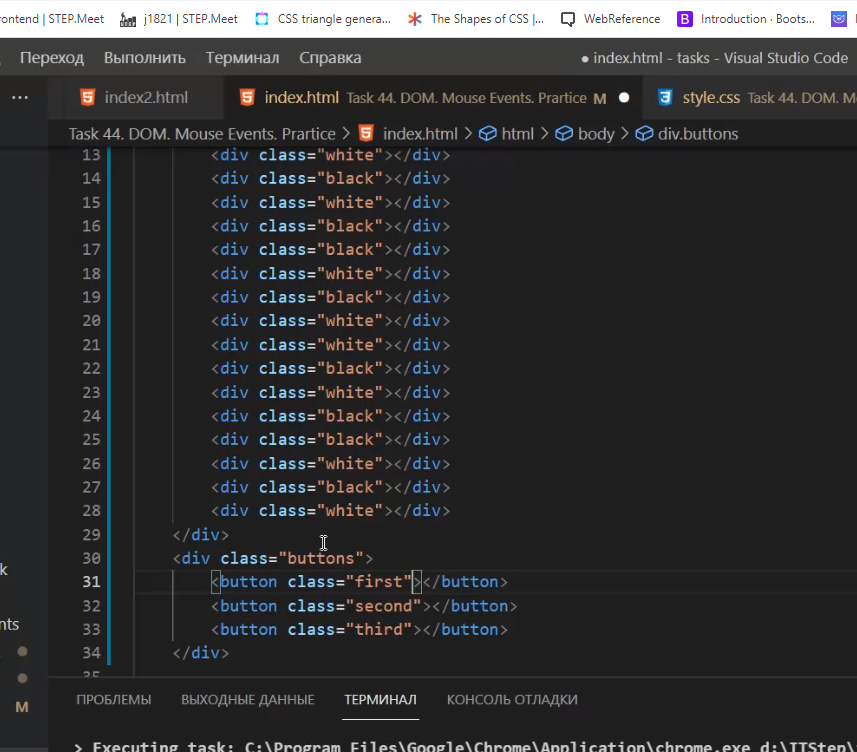 rontend | STEP.Meet j1821 | STEP.Meet CSS triangle genera... The Shapes of CSS |... WebReference B Introduction · Boots...
Переход Выполнить Терминал Справка ● index.html - tasks - Visual Studio Code
... index2.html index.html Task 44. DOM. Mouse Events. Prartice M ● style.css Task 44. DOM. M
Task 44. DOM. Mouse Events. Prartice > index.html > html > body > div.buttons
13 <div class="white"></div>
14 <div class="black"></div>
15 <div class="white"></div>
16 <div class="black"></div>
17 <div class="black"></div>
18 <div class="white"></div>
19 <div class="black"></div>
20 <div class="white"></div>
21 <div class="white"></div>
22 <div class="black"></div>
23 <div class="white"></div>
24 <div class="black"></div>
25 <div class="black"></div>
26 <div class="white"></div>
27 <div class="black"></div>
28 <div class="white"></div>
29 </div>
30 <div class="buttons">
31 <button class="first"></button>
32 <button class="second"></button>
33 <button class="third"></button>
34 </div>
35
k
nts
M
ПРОБЛЕМЫ ВЫХОДНЫЕ ДАННЫЕ ТЕРМИНАЛ КОНСОЛЬ ОТЛАДКИ
> Executing task: C:\Program Files\Google\Chrome\Application\chrome.exe d:\ITStep\